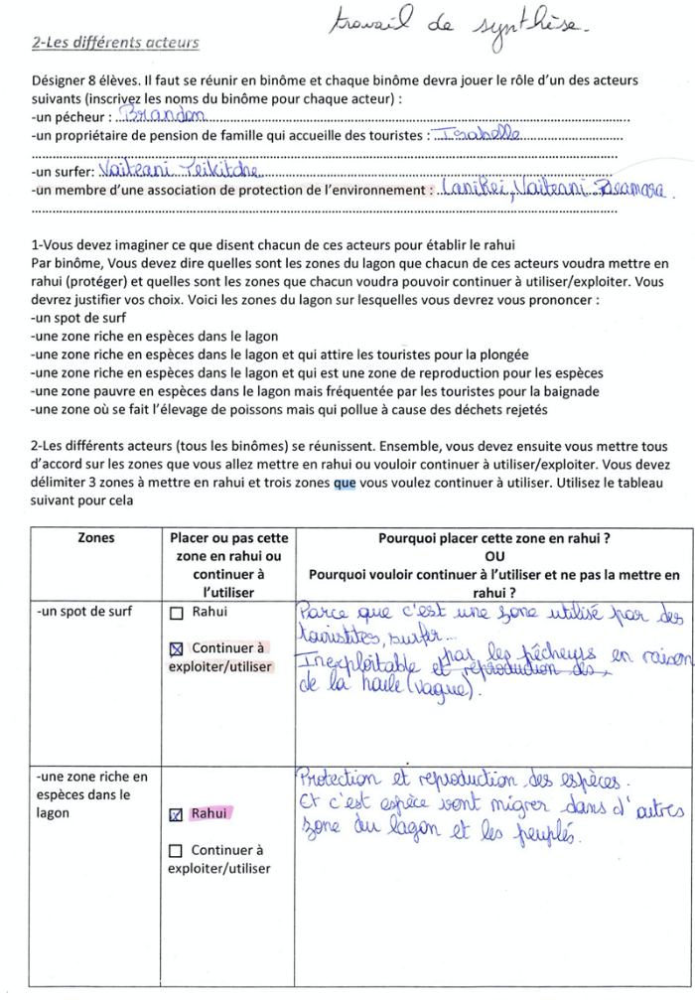 travail de synthèse.
2-Les différents acteurs
Désigner 8 élèves. Il faut se réunir en binôme et chaque binôme devra jouer le rôle d'un des acteurs
suivants (inscrivez les noms du binôme pour chaque acteur) :
-un pécheur : Brandon
-un propriétaire de pension de famille qui accueille des touristes : Isabelle
-un surfer: Vaiteani Teikitohe
-un membre d'une association de protection de l'environnement : Lanikei, Vaiteani
1-Vous devez imaginer ce que disent chacun de ces acteurs pour établir le rahui
Par binôme, Vous devez dire quelles sont les zones du lagon que chacun de ces acteurs voudra mettre en
rahui (protéger) et quelles sont les zones que chacun voudra pouvoir continuer à utiliser/exploiter. Vous
devrez justifier vos choix. Voici les zones du lagon sur lesquelles vous devrez vous prononcer :
-un spot de surf
-une zone riche en espèces dans le lagon
-une zone riche en espèces dans le lagon et qui attire les touristes pour la plongée
-une zone riche en espèces dans le lagon et qui est une zone de reproduction pour les espèces
-une zone pauvre en espèces dans le lagon mais fréquentée par les touristes pour la baignade
-une zone où se fait l'élevage de poissons mais qui pollue à cause des déchets rejetés
2-Les différents acteurs (tous les binômes) se réunissent. Ensemble, vous devez ensuite vous mettre tous
d'accord sur les zones que vous allez mettre en rahui ou vouloir continuer à utiliser/exploiter. Vous devez
délimiter 3 zones à mettre en rahui et trois zones que vous voulez continuer à utiliser. Utilisez le tableau
suivant pour cela
Zones
Placer ou pas cette
zone en rahui ou
continuer à
l'utiliser
Pourquoi placer cette zone en rahui ?
OU
Pourquoi vouloir continuer à l'utiliser et ne pas la mettre en
rahui ?
-un spot de surf
Rahui
Continuer à
exploiter/utiliser
Parce que c'est une zone utilisé par des
touristites, surfer...
Inexploitable par les pêcheurs en raison
et reproduction des
de la houle (vague).
-une zone riche en
espèces dans le
lagon
Rahui
Continuer à
exploiter/utiliser
Protection et reproduction des espèces.
Et c'est espèce vont migrer dans d'autres
zone du lagon et les peuplés.